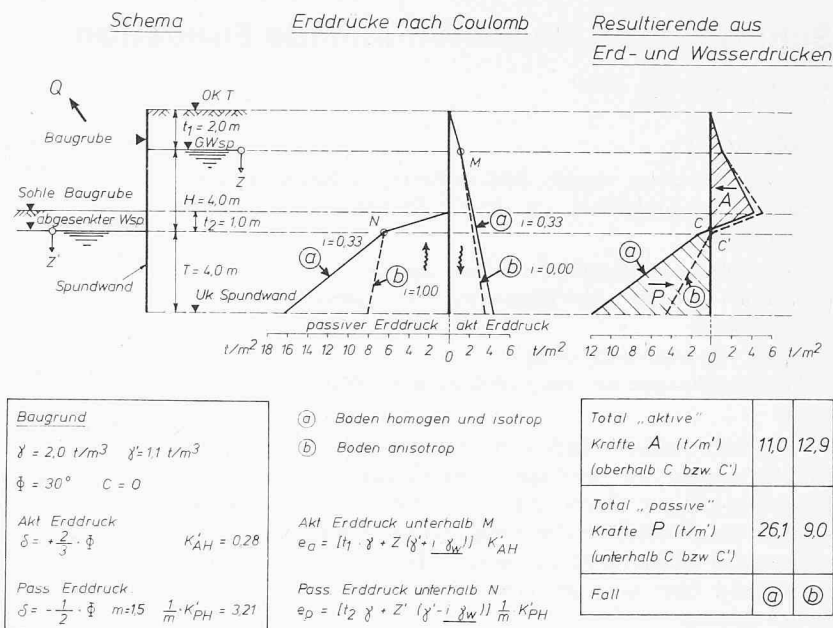 Schema
Erddrücke nach Coulomb
Resultierende aus
Erd- und Wasserdrücken
Q
OK T
t₁ = 2,0 m
Baugrube
G.Wsp
Z
M
Sohle Baugrube
H = 4,0 m
abgesenkter Wsp
t₂ = 1,0 m
Z'
N
i = 0,33
a
i = 0,33
a
A
C
C'
a
T = 4,0 m
b
i = 1,00
b
i = 0,00
P
b
Spundwand
Uk Spundwand
passiver Erddruck
akt Erddruck
t/m² 18 16 14 12 10 8 6 4 2 0 2 4 6 t/m²
t/m² 12 10 8 6 4 2 0 2 4 6 t/m²
Baugrund
γ = 2,0 t/m³ γ' = 1,1 t/m³
Φ = 30° C = 0
Akt Erddruck
δ = + 2/3 · Φ K'AH = 0,28
Pass Erddruck
δ = - 1/2 · Φ m = 1,5 1/m · K'PH = 3,21
a Boden homogen und isotrop
b Boden anisotrop
Akt Erddruck unterhalb M
eₐ = [t₁ · γ + Z (γ' + i γw)] K'AH
Pass. Erddruck unterhalb N
eₚ = [t₂ γ + Z' (γ' - i γw)] 1/m · K'PH
Total „aktive"
Krafte A (t/m') 11,0 12,9
(oberhalb C bzw C')
Total „passive"
Krafte P (t/m') 26,1 9,0
(unterhalb C bzw C')
Fall a b